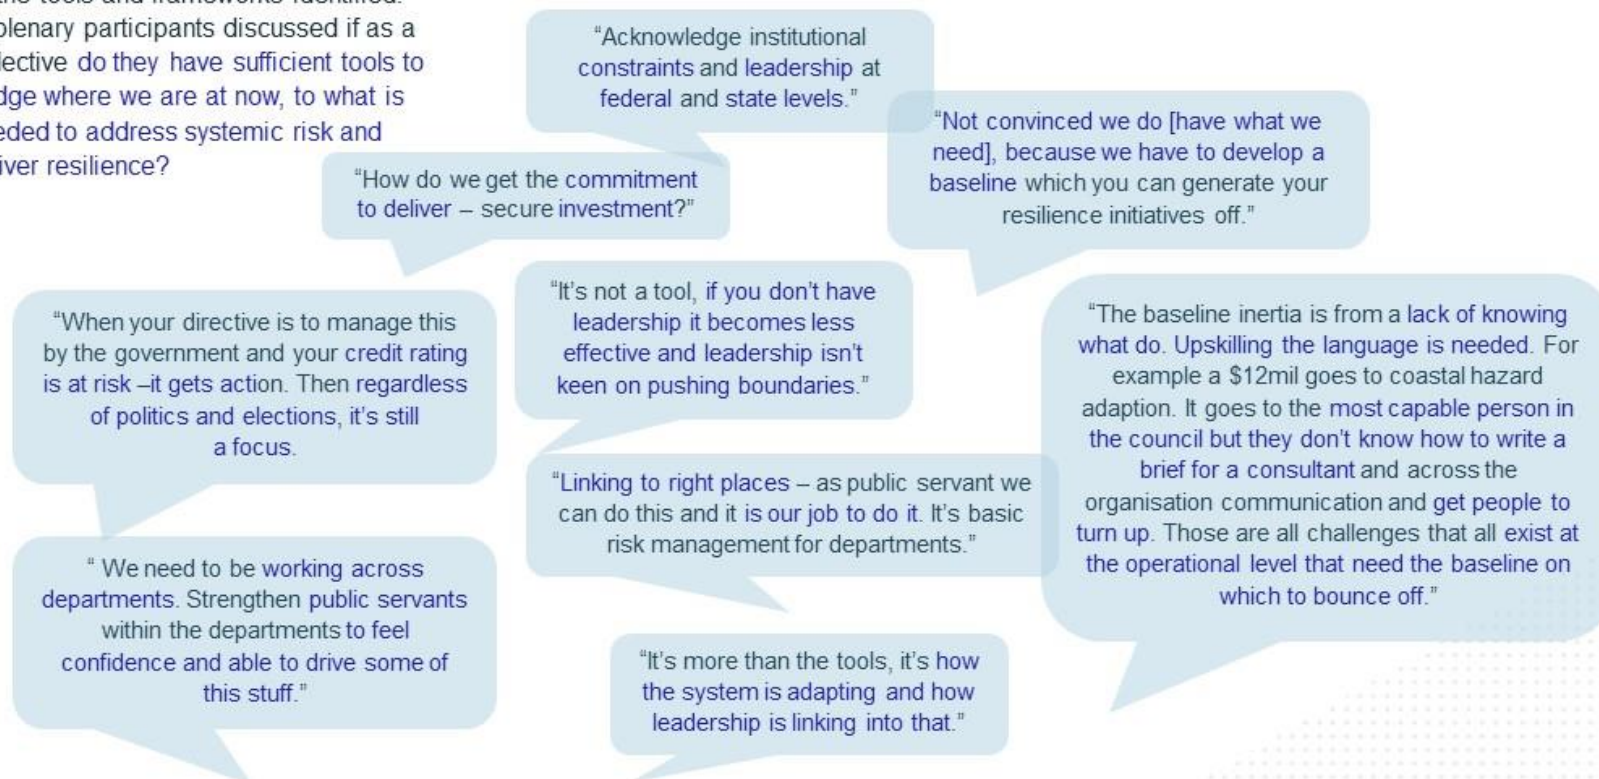 plenary participants discussed if as a
do they have sufficient tools to
where we are at now, to what is
to address systemic risk and
resilience?
“Acknowledge institutional
constraints and leadership at
federal and state levels.”
“Not convinced we do [have what we
need], because we have to develop a
baseline which you can generate your
resilience initiatives off.”
“How do we get the commitment
to deliver – secure investment?”
“It’s not a tool, if you don’t have
leadership it becomes less
effective and leadership isn’t
keen on pushing boundaries.”
“When your directive is to manage this
by the government and your credit rating
is at risk –it gets action. Then regardless
of politics and elections, it’s still
a focus.
“The baseline inertia is from a lack of knowing
what do. Upskilling the language is needed. For
example a $12mil goes to coastal hazard
adaption. It goes to the most capable person in
the council but they don’t know how to write a
brief for a consultant and across the
organisation communication and get people to
turn up. Those are all challenges that all exist at
the operational level that need the baseline on
which to bounce off.”
“Linking to right places – as public servant we
can do this and it is our job to do it. It’s basic
risk management for departments.”
“ We need to be working across
departments. Strengthen public servants
within the departments to feel
confidence and able to drive some of
this stuff.”
“It’s more than the tools, it’s how
the system is adapting and how
leadership is linking into that.”